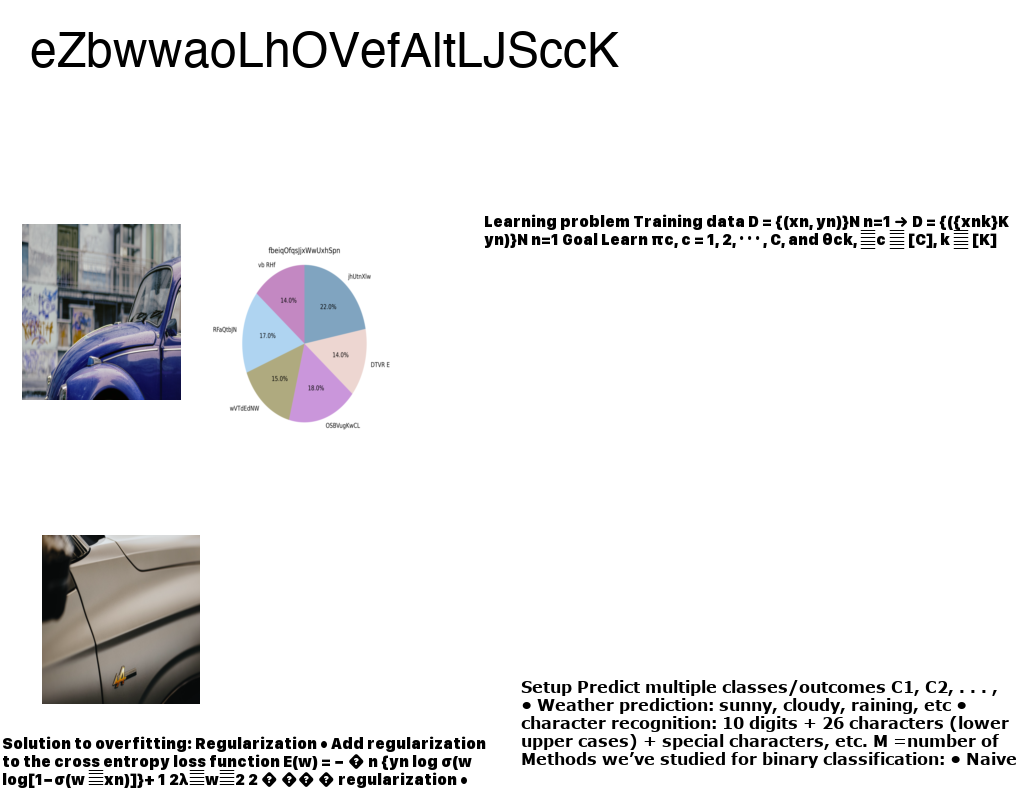 eZbwwaoLhOVefAItLJSccK
Learning problem Training data D = {(xn, yn)}N n=1 → D = {({xnk}K
yn)}N n=1 Goal Learn πc, c = 1, 2, · · · , C, and θck, c [C], k [K]
fbeiqOfqsJjxWwUxhSpn
vb RHf
jhUtnXlw
14.0%
22.0%
RFaQtbjN
17.0%
14.0%
DTVR E
15.0%
18.0%
wVTdEdNW
OSBVugKwCL
Setup Predict multiple classes/outcomes C1, C2, . . . ,
• Weather prediction: sunny, cloudy, raining, etc •
character recognition: 10 digits + 26 characters (lower
upper cases) + special characters, etc. M =number of
Methods we’ve studied for binary classification: • Naive
Solution to overfitting: Regularization • Add regularization
to the cross entropy loss function E(w) = − � n {yn log σ(w
log[1−σ(w xn)]}+ 1 2λ w 2 2 � �� � regularization •